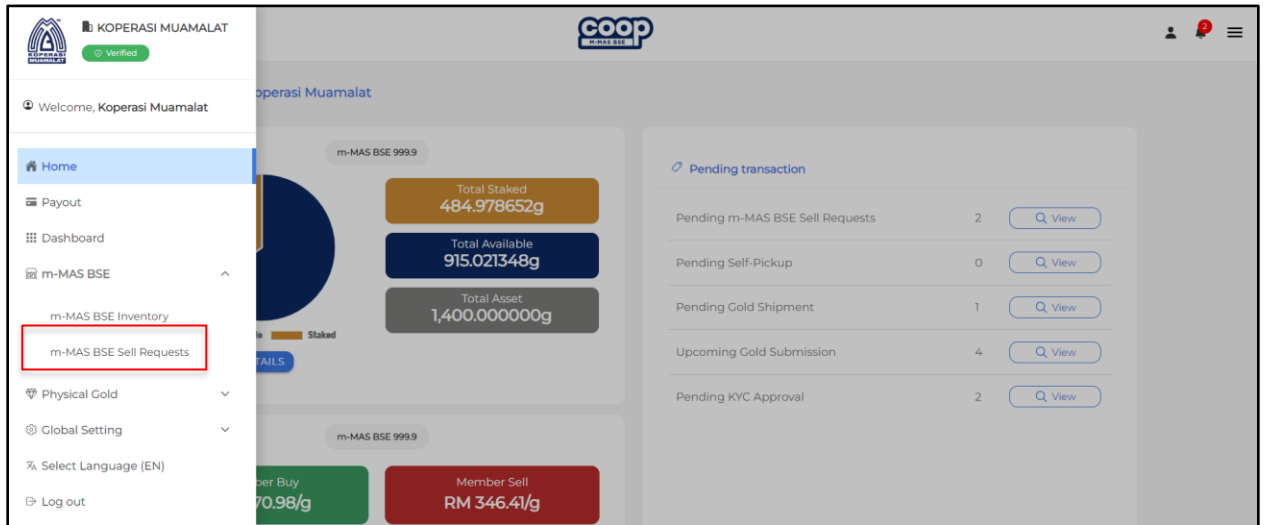 KOPERASI MUAMALAT
KOPERASI
MUAMALAT
Verified
Welcome, Koperasi Muamalat
Home
Payout
Dashboard
m-MAS BSE
m-MAS BSE Inventory
m-MAS BSE Sell Requests
Physical Gold
Global Setting
Select Language (EN)
Log out
coop
M-MAS BSE
2
operasi Muamalat
m-MAS BSE 999.9
Total Staked
484.978652g
Total Available
915.021348g
Total Asset
1,400.000000g
le Staked
TAILS
Pending transaction
Pending m-MAS BSE Sell Requests 2 View
Pending Self-Pickup 0 View
Pending Gold Shipment 1 View
Upcoming Gold Submission 4 View
Pending KYC Approval 2 View
m-MAS BSE 999.9
ber Buy
70.98/g
Member Sell
RM 346.41/g